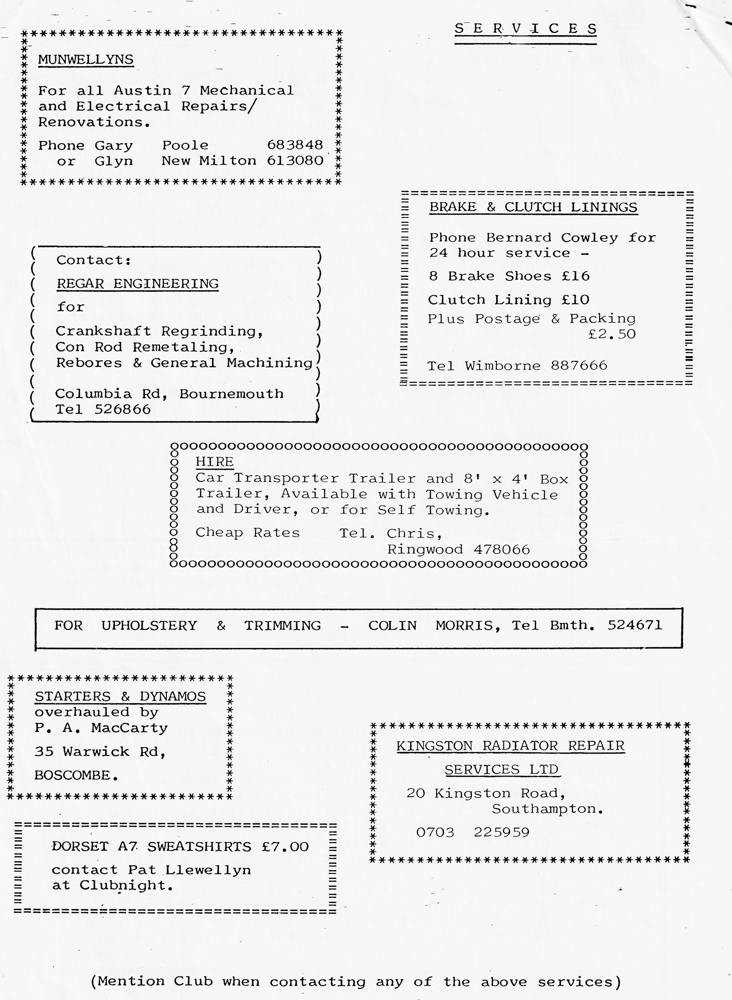 S E R V I C E S
MUNWELLYNS
For all Austin 7 Mechanical
and Electrical Repairs/
Renovations.
Phone Gary Poole 683848
or Glyn New Milton 613080
BRAKE & CLUTCH LININGS
Phone Bernard Cowley for
24 hour service -
8 Brake Shoes £16
Clutch Lining £10
Plus Postage & Packing
£2.50
Tel Wimborne 887666
Contact:
REGAR ENGINEERING
for
Crankshaft Regrinding,
Con Rod Remetaling,
Rebores & General Machining
Columbia Rd, Bournemouth
Tel 526866
HIRE
Car Transporter Trailer and 8' x 4' Box
Trailer, Available with Towing Vehicle
and Driver, or for Self Towing.
Cheap Rates Tel. Chris,
Ringwood 478066
FOR UPHOLSTERY & TRIMMING - COLIN MORRIS, Tel Bmth. 524671
STARTERS & DYNAMOS
overhauled by
P. A. MacCarty
35 Warwick Rd,
BOSCOMBE.
KINGSTON RADIATOR REPAIR
SERVICES LTD
20 Kingston Road,
Southampton.
0703 225959
DORSET A7 SWEATSHIRTS £7.00
contact Pat Llewellyn
at Clubnight.
(Mention Club when contacting any of the above services)